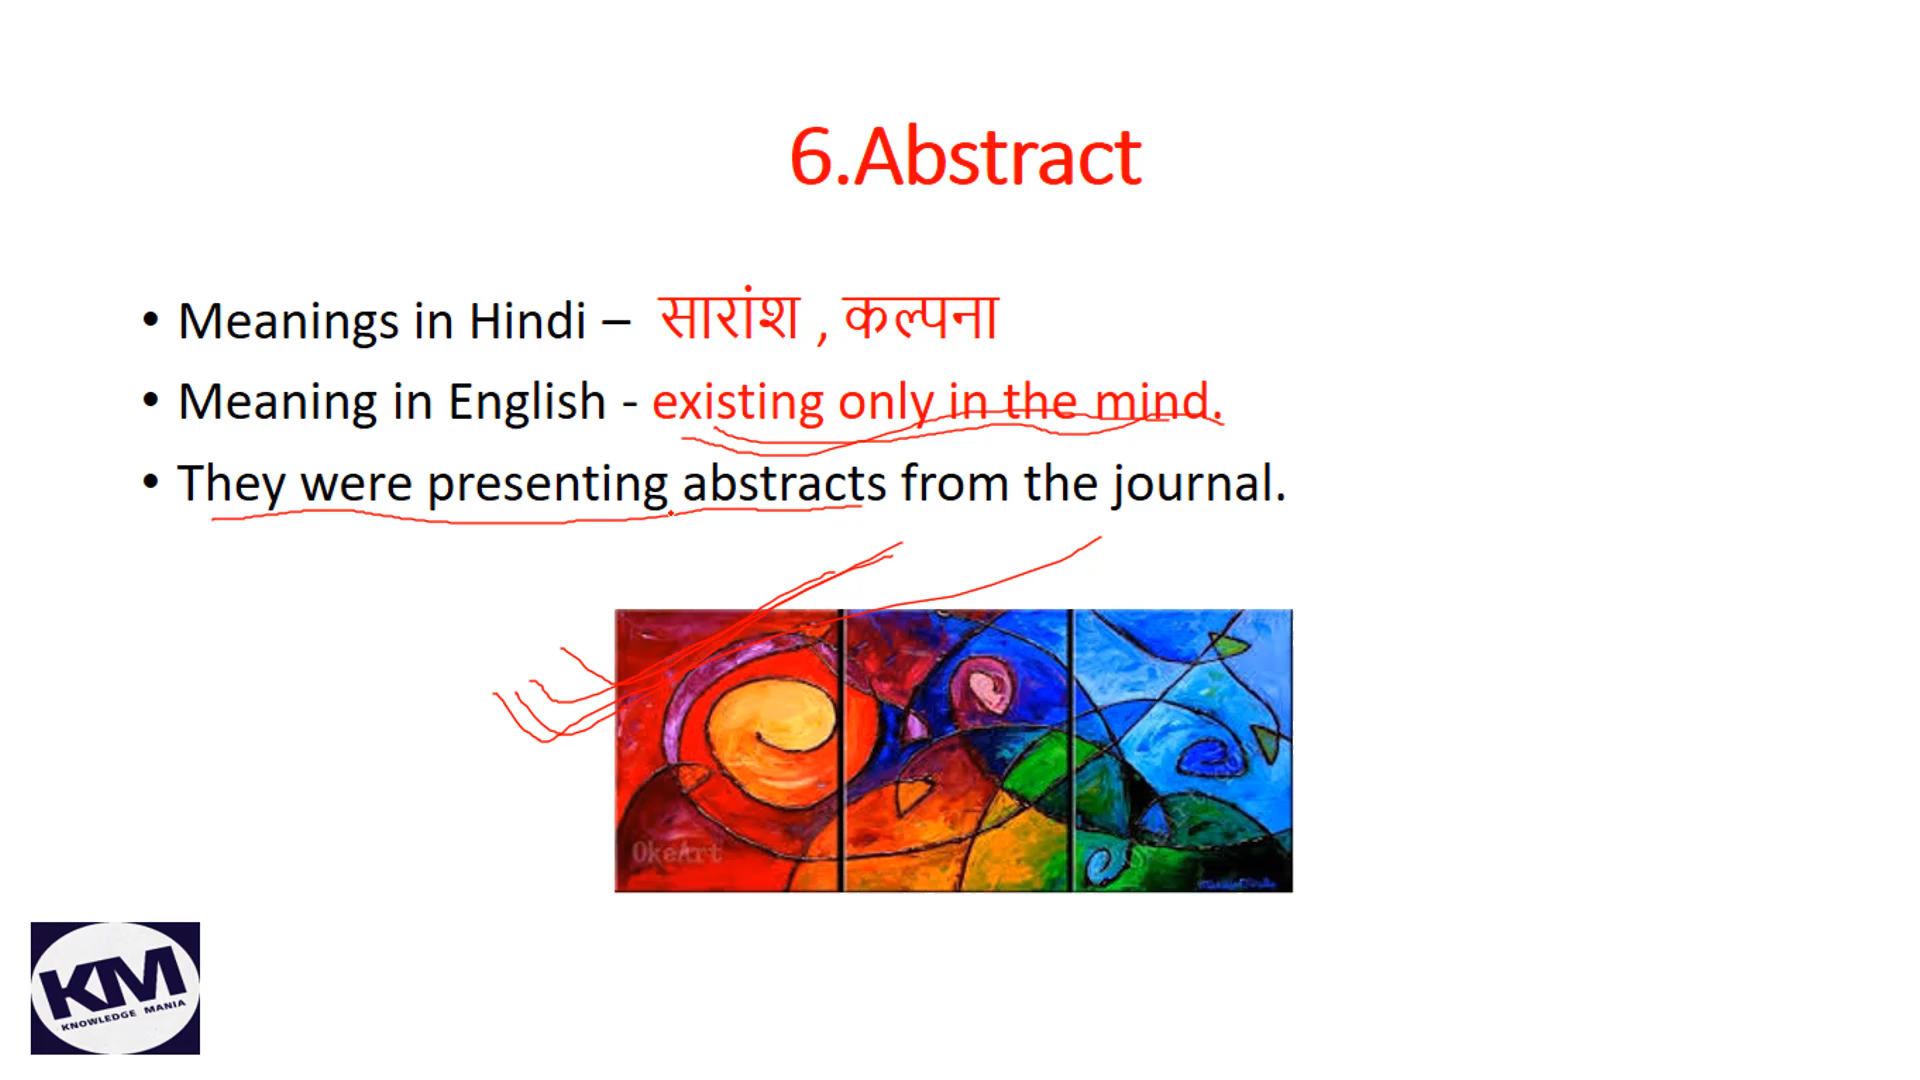 6.Abstract
• Meanings in Hindi – सारांश , कल्पना
• Meaning in English - existing only in the mind.
• They were presenting abstracts from the journal.
OkeArt
KM
KNOWLEDGE MANIA